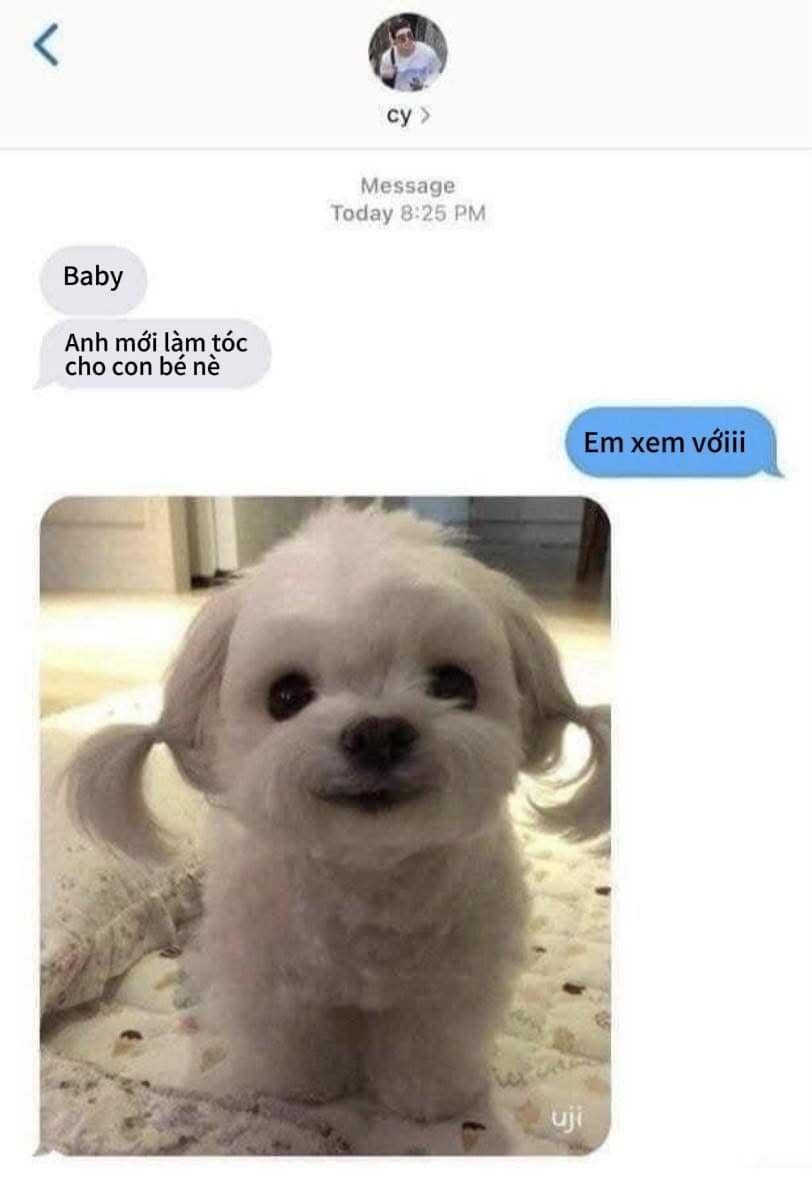 cy
Message
Today 8:25 PM
Baby
Anh mới làm tóc
cho con bé nè
Em xem vớiii
uji